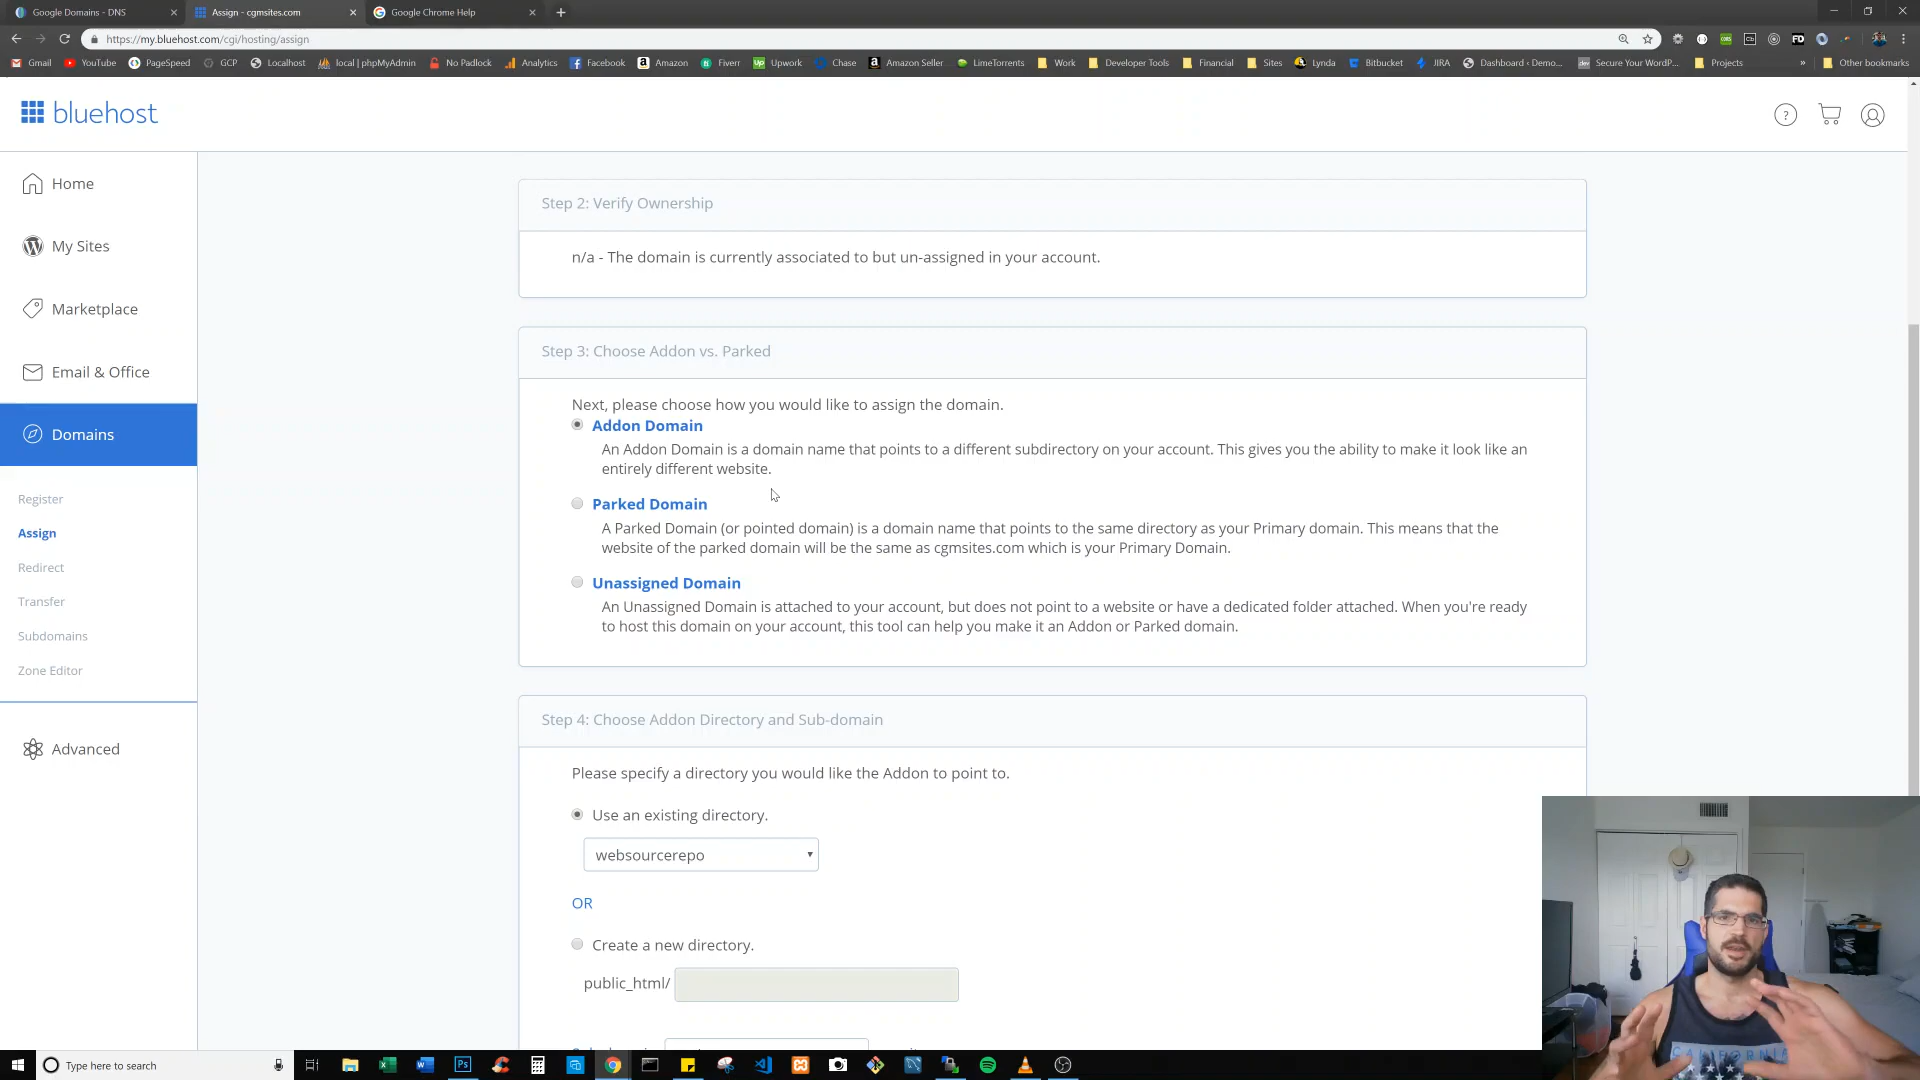 Google Domains - DNS
Assign - cgmsites.com
Google Chrome Help
https://my.bluehost.com/cgi/hosting/assign
Gmail
YouTube
PageSpeed
GCP
Localhost
local | phpMyAdmin
No Padlock
Analytics
Facebook
Amazon
Fiverr
Upwork
Chase
Amazon Seller
LimeTorrents
Work
Developer Tools
Financial
Sites
Lynda
Bitbucket
JIRA
Dashboard ‹ Demo...
Secure Your WordP...
Projects
»
Other bookmarks
bluehost
Home
My Sites
Marketplace
Email & Office
Domains
Register
Assign
Redirect
Transfer
Subdomains
Zone Editor
Advanced
Step 2: Verify Ownership
n/a - The domain is currently associated to but un-assigned in your account.
Step 3: Choose Addon vs. Parked
Next, please choose how you would like to assign the domain.
Addon Domain
An Addon Domain is a domain name that points to a different subdirectory on your account. This gives you the ability to make it look like an
entirely different website.
Parked Domain
A Parked Domain (or pointed domain) is a domain name that points to the same directory as your Primary domain. This means that the
website of the parked domain will be the same as cgmsites.com which is your Primary Domain.
Unassigned Domain
An Unassigned Domain is attached to your account, but does not point to a website or have a dedicated folder attached. When you're ready
to host this domain on your account, this tool can help you make it an Addon or Parked domain.
Step 4: Choose Addon Directory and Sub-domain
Please specify a directory you would like the Addon to point to.
Use an existing directory.
websourcerepo
OR
Create a new directory.
public_html/
CALIFORNIA
Type here to search